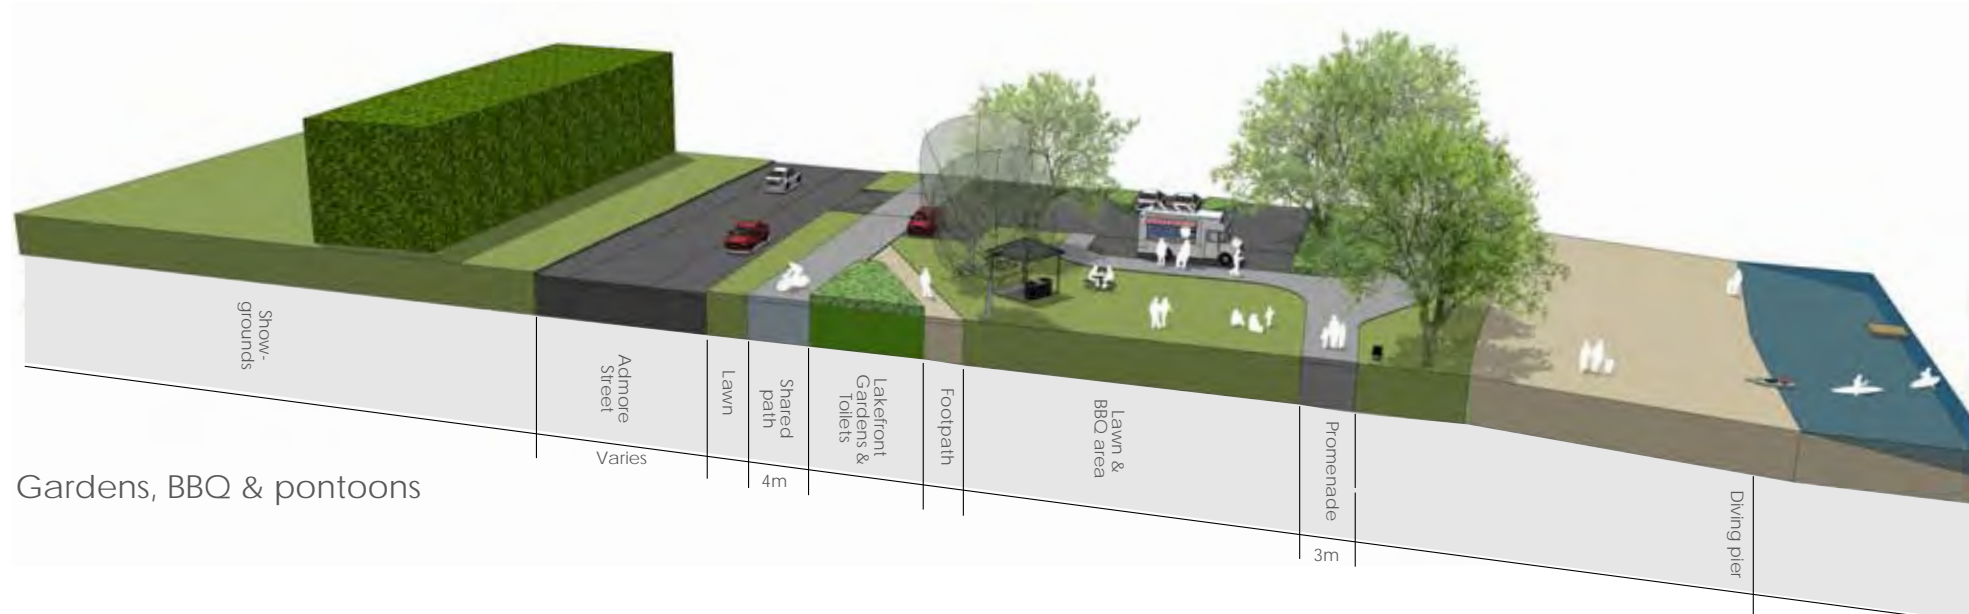 Show-
grounds
Admore
Street
Varies
Lawn
Shared
path
4m
Lakefront
Gardens &
Toilets
Footpath
Lawn &
BBQ area
Promenade
3m
Diving pier
Gardens, BBQ & pontoons